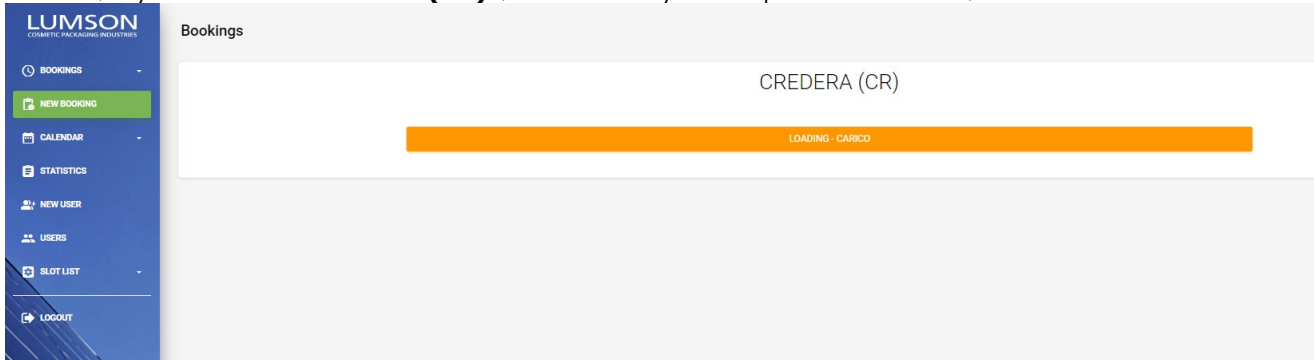 LUMSON
COSMETIC PACKAGING INDUSTRIES
Bookings
BOOKINGS
NEW BOOKING
CALENDAR
STATISTICS
NEW USER
USERS
SLOT LIST
LOGOUT
CREDERA (CR)
LOADING - CARICO